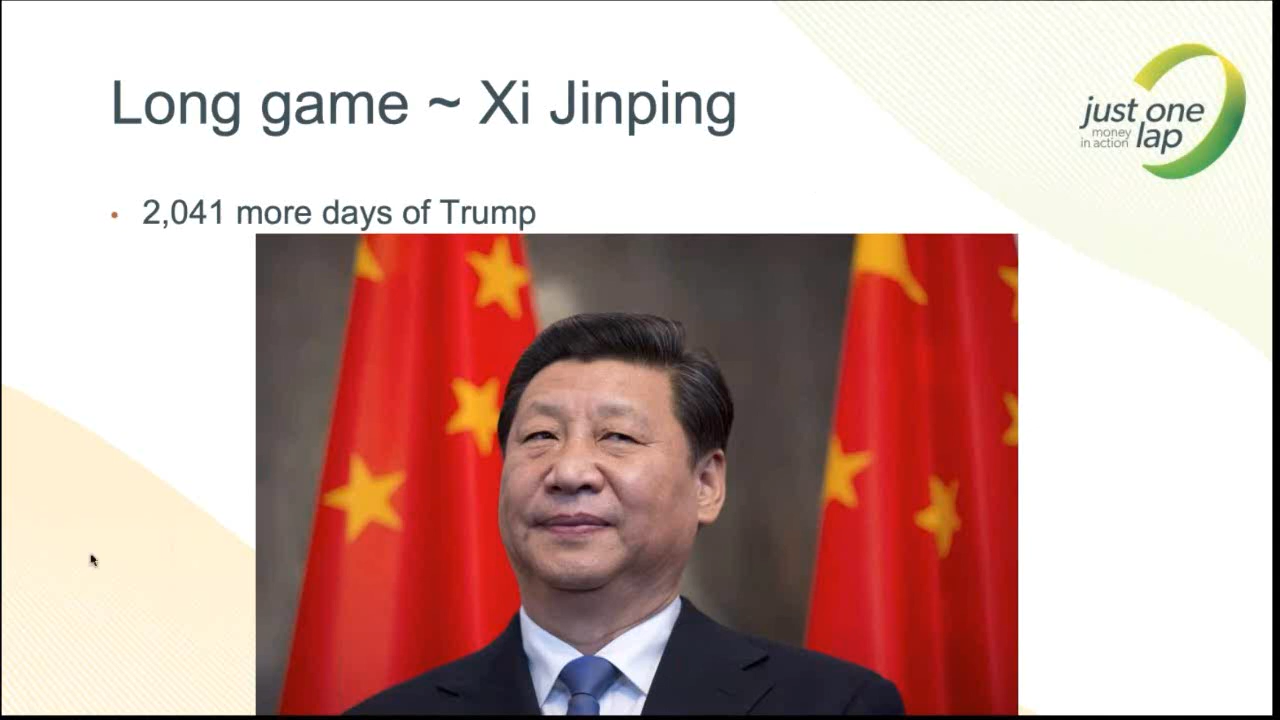 Long game ~ Xi Jinping
just one
money
in action lap
• 2,041 more days of Trump